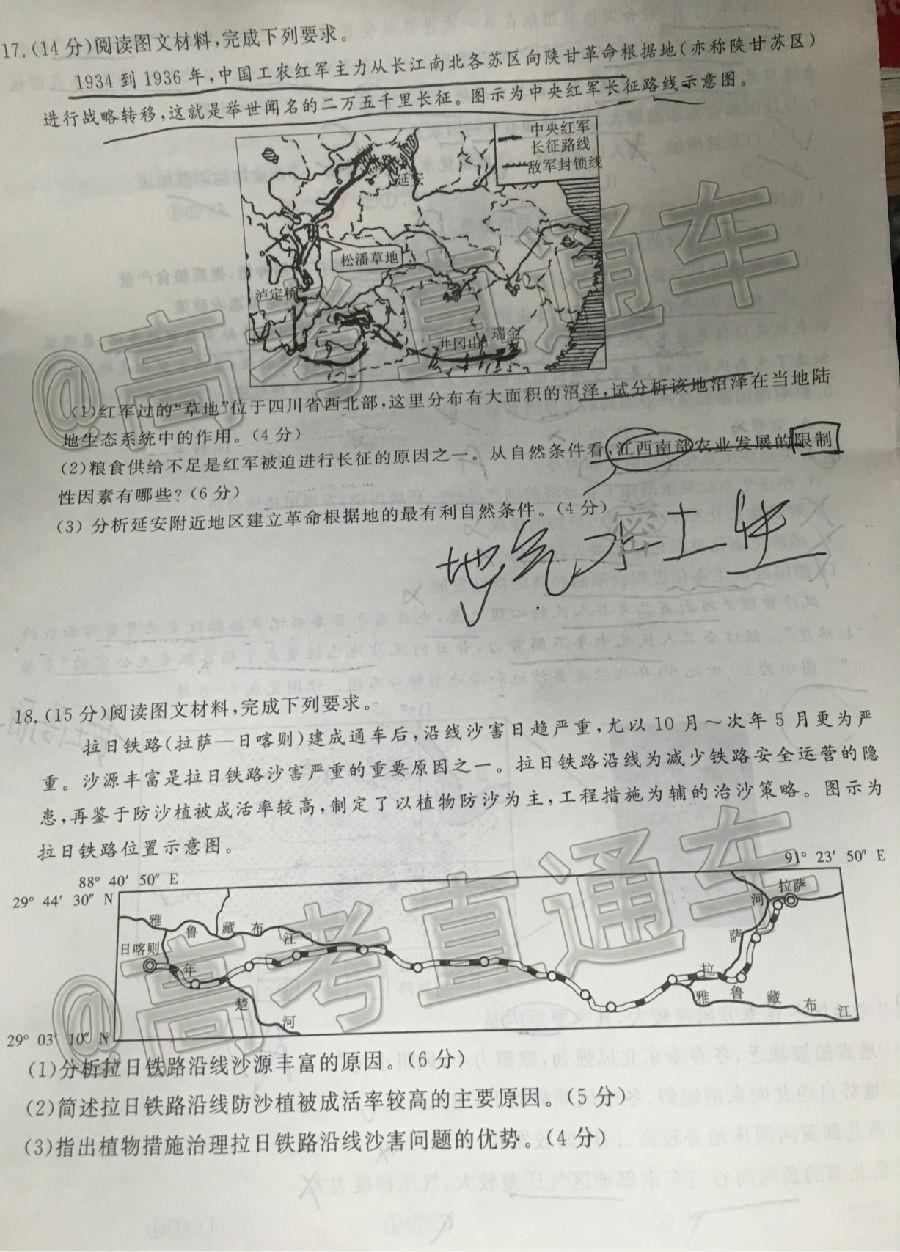 17.(14分)阅读图文材料,完成下列要求。
1934到1936年,中国工农红军主力从长江南北各苏区向陕甘革命根据地(亦称陕甘苏区)
进行战略转移,这就是举世闻名的二万五千里长征。图示为中央红军长征路线示意图。
中央红军
长征路线
敌军封锁线
延安
松潘草地
泸定桥
井冈山
瑞金
(1)红军过的“草地”位于四川省西北部,这里分布有大面积的沼泽,试分析该地沼泽在当地陆
地生态系统中的作用。(4分)
(2)粮食供给不足是红军被迫进行长征的原因之一。从自然条件看,江西南部农业发展的限制
性因素有哪些?(6分)
(3)分析延安附近地区建立革命根据地的最有利自然条件。(4分)
密
地气水土生
18.(15分)阅读图文材料,完成下列要求。
拉日铁路(拉萨—日喀则)建成通车后,沿线沙害日趋严重,尤以10月~次年5月更为严
重。沙源丰富是拉日铁路沙害严重的重要原因之一。拉日铁路沿线为减少铁路安全运营的隐
患,再鉴于防沙植被成活率较高,制定了以植物防沙为主,工程措施为辅的治沙策略。图示为
拉日铁路位置示意图。
88° 40′ 50″ E
91° 23′ 50″ E
29° 44′ 30″ N
雅鲁藏布江
日喀则
年楚河
拉萨
拉萨河
雅鲁藏布江
29° 03′ 10″ N
(1)分析拉日铁路沿线沙源丰富的原因。(6分)
(2)简述拉日铁路沿线防沙植被成活率较高的主要原因。(5分)
(3)指出植物措施治理拉日铁路沿线沙害问题的优势。(4分)
@高考直通车
@高考直通车